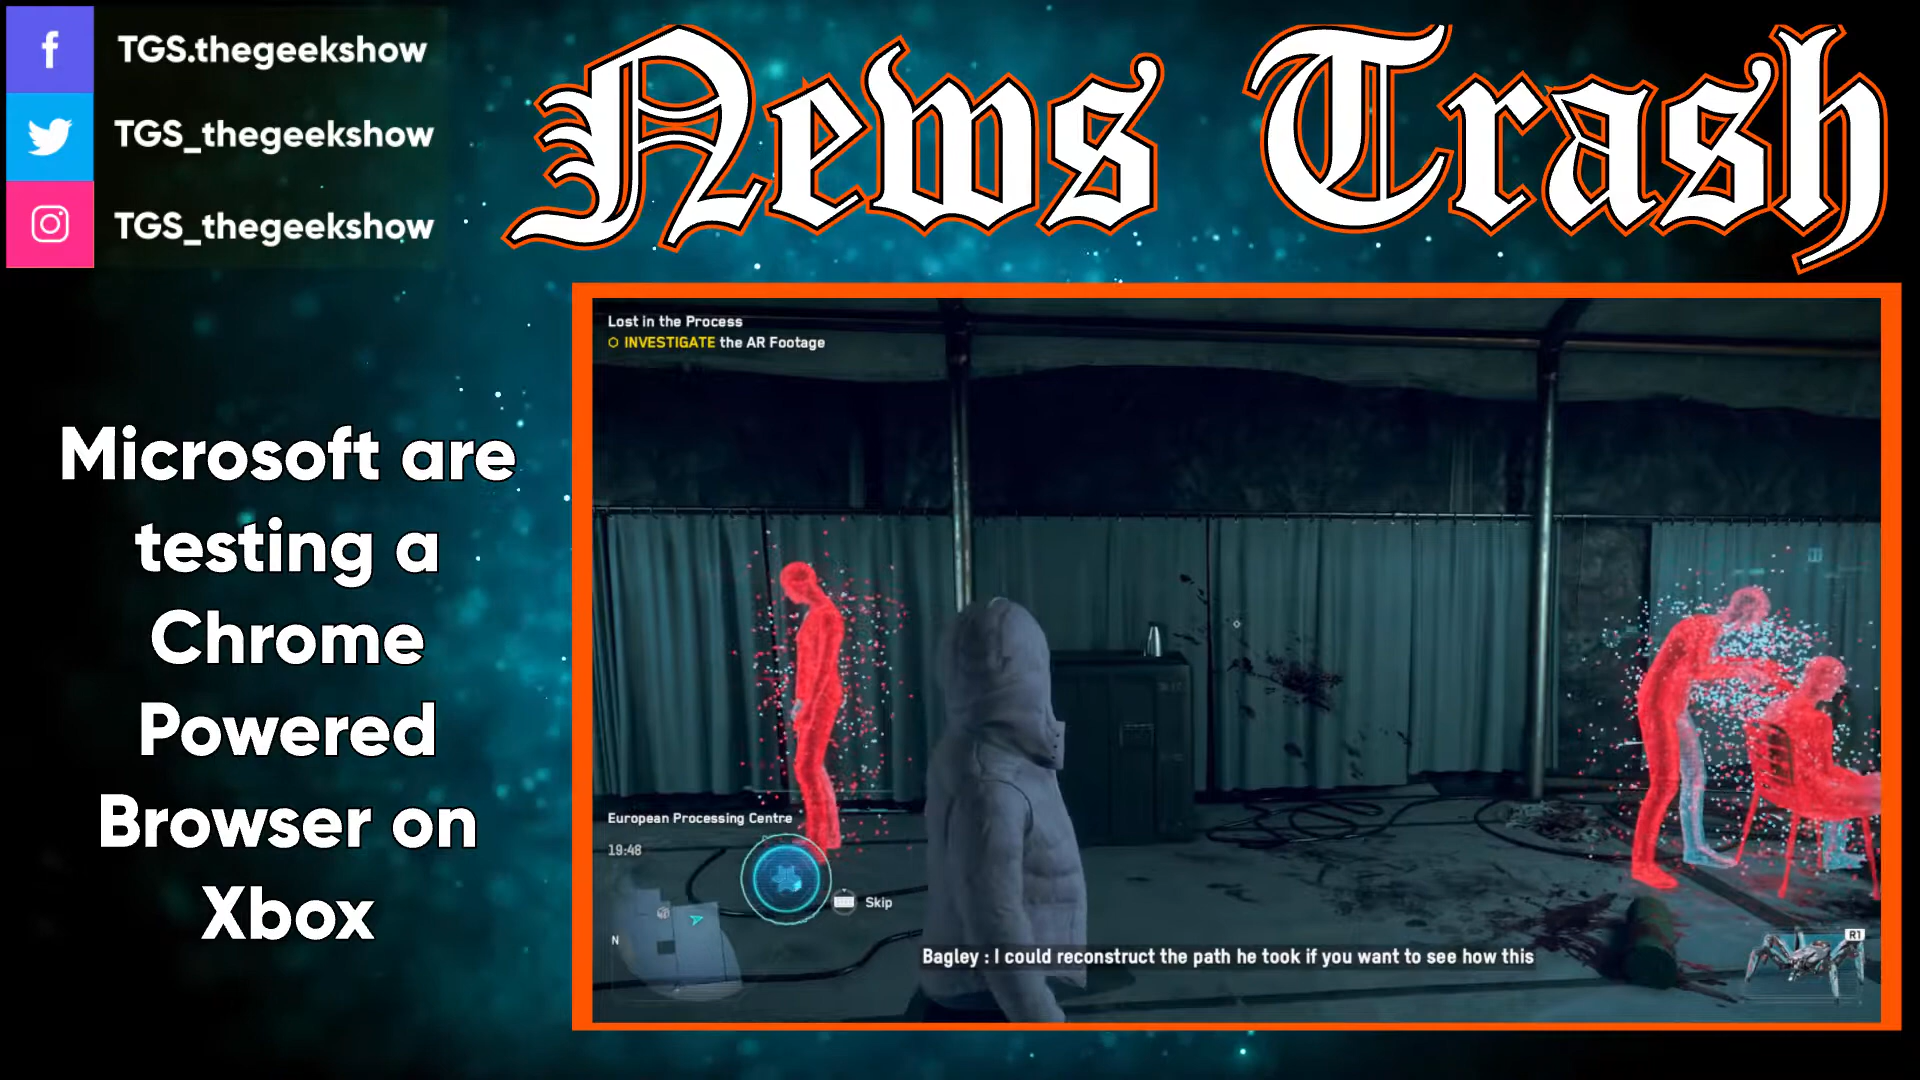 TGS.thegeekshow
TGS_thegeekshow
TGS_thegeekshow
News Trash
Microsoft are
testing a
Chrome
Powered
Browser on
Xbox
Lost in the Process
INVESTIGATE the AR Footage
European Processing Centre
19:48
Skip
N
Bagley : I could reconstruct the path he took if you want to see how this
R1